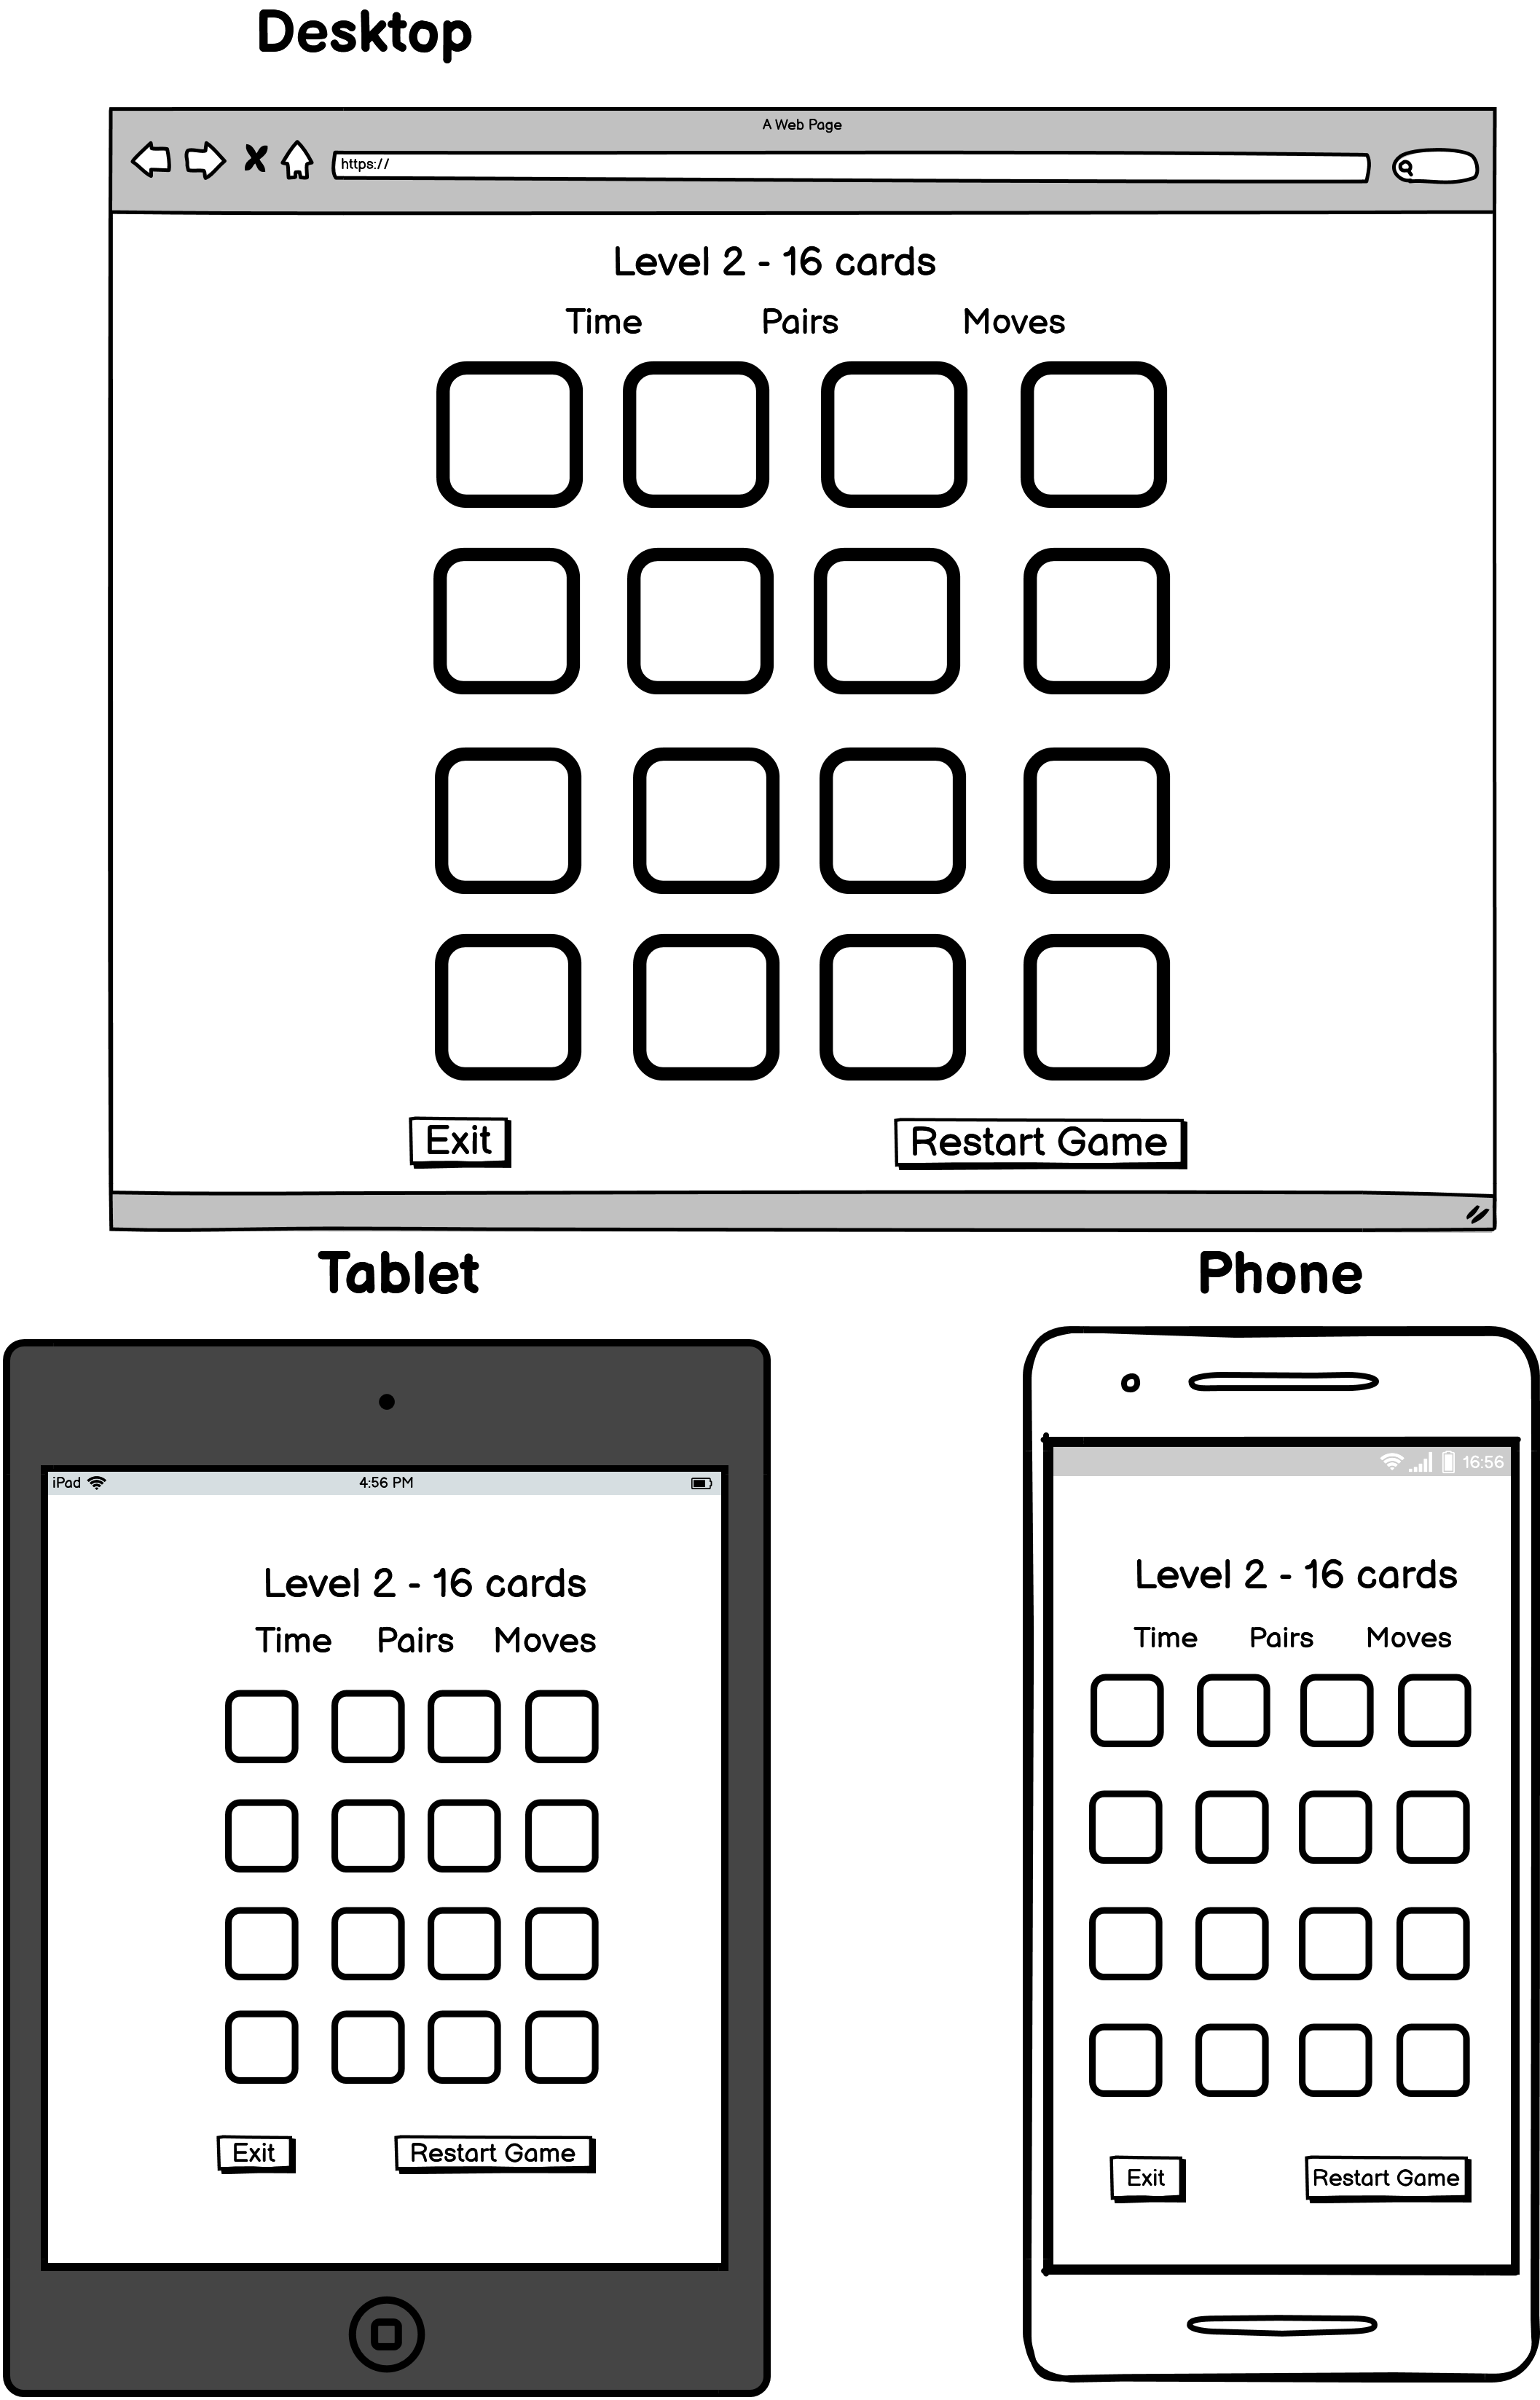 Desktop
A Web Page
https://
Level 2 - 16 cards
Time Pairs Moves
Exit Restart Game
Tablet
iPad 4:56 PM
Level 2 - 16 cards
Time Pairs Moves
Exit Restart Game
Phone
16:56
Level 2 - 16 cards
Time Pairs Moves
Exit Restart Game